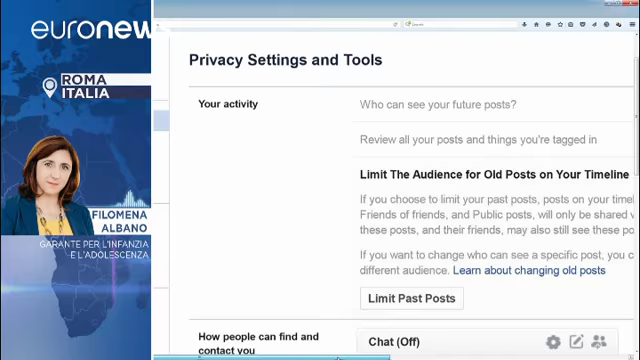 euronews
ROMA
ITALIA
FILOMENA
ALBANO
GARANTE PER L'INFANZIA
E L'ADOLESCENZA
Privacy Settings and Tools
Your activity
Who can see your future posts?
Review all your posts and things you're tagged in
Limit The Audience for Old Posts on Your Timeline
If you choose to limit your past posts, posts on your
Friends of friends, and Public posts, will only be shared
these posts, and their friends, may also still see these
If you want to change who can see a specific post,
different audience. Learn about changing old posts
Limit Past Posts
How people can find and
contact you
Chat (Off)